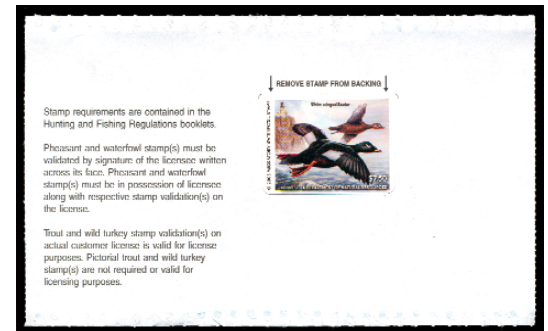 REMOVE STAMP FROM BACKING
White-winged Scoter
Stamp requirements are contained in the
Hunting and Fishing Regulations booklets.
Pheasant and waterfowl stamp(s) must be
validated by signature of the licensee written
across its face. Pheasant and waterfowl
stamp(s) must be in possession of licensee
along with respective stamp validation(s) on
the license.
Trout and wild turkey stamp validation(s) on
actual customer license is valid for license
purposes. Pictorial trout and wild turkey
stamp(s) are not required or valid for
licensing purposes.
$7.50